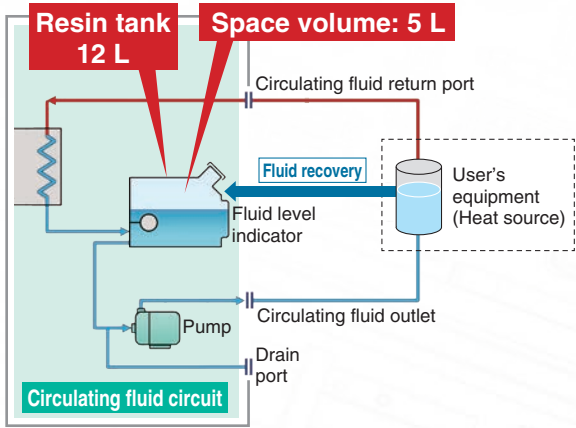 Resin tank
12 L
Space volume: 5 L
Circulating fluid return port
Fluid recovery
User's
equipment
(Heat source)
Fluid level
indicator
Pump
Circulating fluid outlet
Drain
port
Circulating fluid circuit